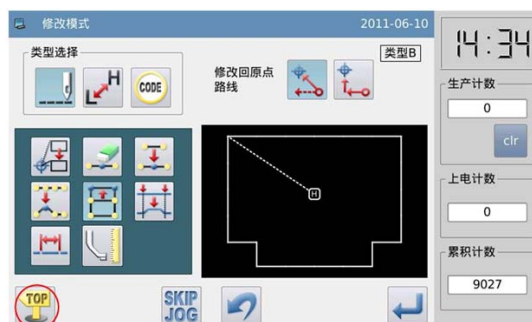 修改模式
2011-06-10
类型选择
L H
CODE
修改回原点
路线
类型B
14:34
生产计数
0
clr
上电计数
0
累积计数
9027
H
TOP
SKIP
JOG